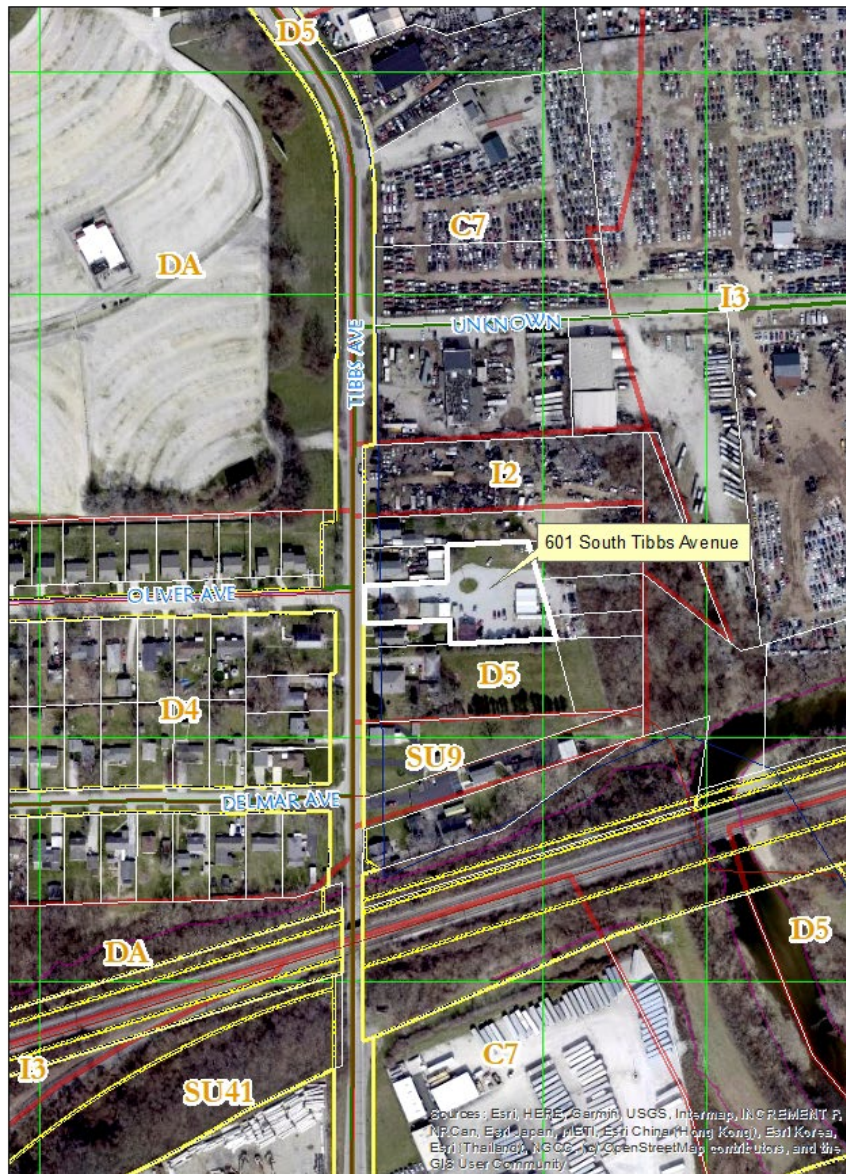 D5
C7
DA
I3
UNKNOWN
TIBBS AVE
I2
601 South Tibbs Avenue
OLIVER AVE
D5
D4
SU9
DELMAR AVE
D5
DA
C7
I3
SU41
Sources: Esri, HERE, Garmin, USGS, Intermap, INCREMENT P,
NRCan, Esri Japan, METI, Esri China (Hong Kong), Esri Korea,
Esri (Thailand), NGCC, (c) OpenStreetMap contributors, and the
GIS User Community